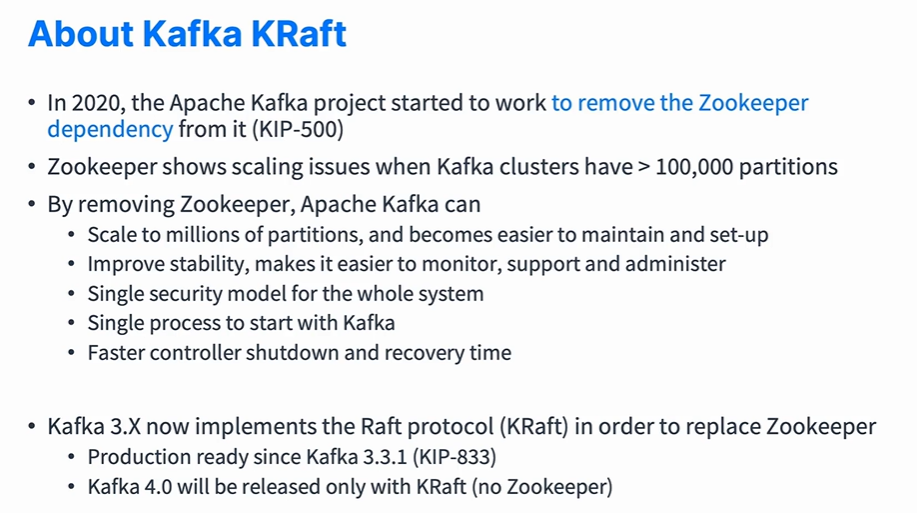 About Kafka KRaft
• In 2020, the Apache Kafka project started to work to remove the Zookeeper
dependency from it (KIP-500)
• Zookeeper shows scaling issues when Kafka clusters have > 100,000 partitions
• By removing Zookeeper, Apache Kafka can
• Scale to millions of partitions, and becomes easier to maintain and set-up
• Improve stability, makes it easier to monitor, support and administer
• Single security model for the whole system
• Single process to start with Kafka
• Faster controller shutdown and recovery time
• Kafka 3.X now implements the Raft protocol (KRaft) in order to replace Zookeeper
• Production ready since Kafka 3.3.1 (KIP-833)
• Kafka 4.0 will be released only with KRaft (no Zookeeper)